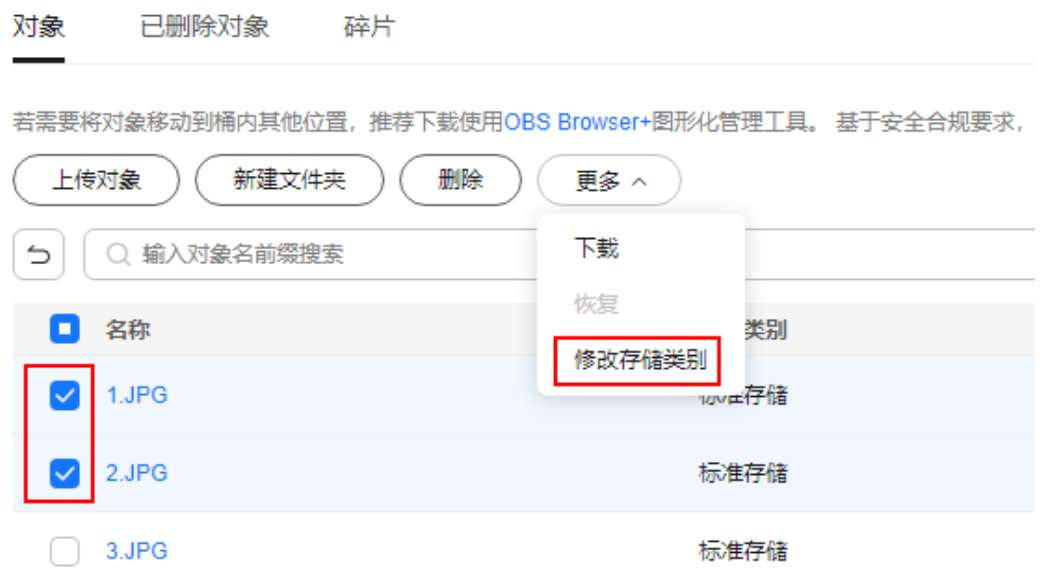 对象 已删除对象 碎片
若需要将对象移动到桶内其他位置，推荐下载使用OBS Browser+图形化管理工具。 基于安全合规要求，
上传对象 新建文件夹 删除 更多
输入对象名前缀搜索
下载
恢复
修改存储类别
名称 类别
1.JPG 标准存储
2.JPG 标准存储
3.JPG 标准存储